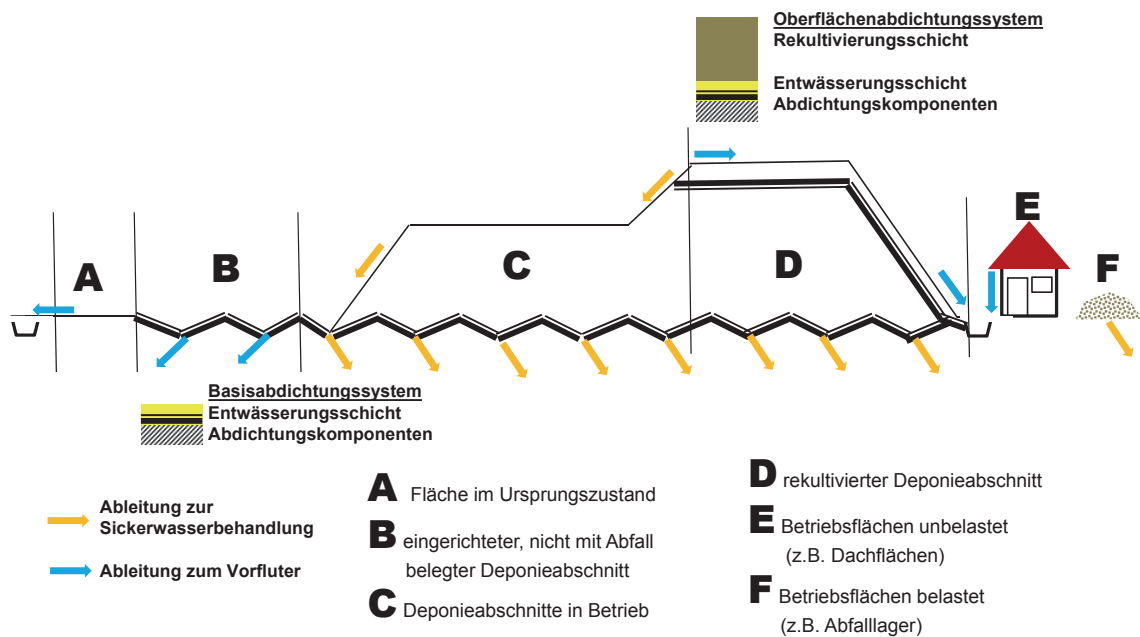 Oberflächenabdichtungssystem
Rekultivierungsschicht
Entwässerungsschicht
Abdichtungskomponenten
A
B
C
D
E
F
Basisabdichtungssystem
Entwässerungsschicht
Abdichtungskomponenten
Ableitung zur
Sickerwasserbehandlung
Ableitung zum Vorfluter
A Fläche im Ursprungszustand
B eingerichteter, nicht mit Abfall
belegter Deponieabschnitt
C Deponieabschnitte in Betrieb
D rekultivierter Deponieabschnitt
E Betriebsflächen unbelastet
(z.B. Dachflächen)
F Betriebsflächen belastet
(z.B. Abfalllager)